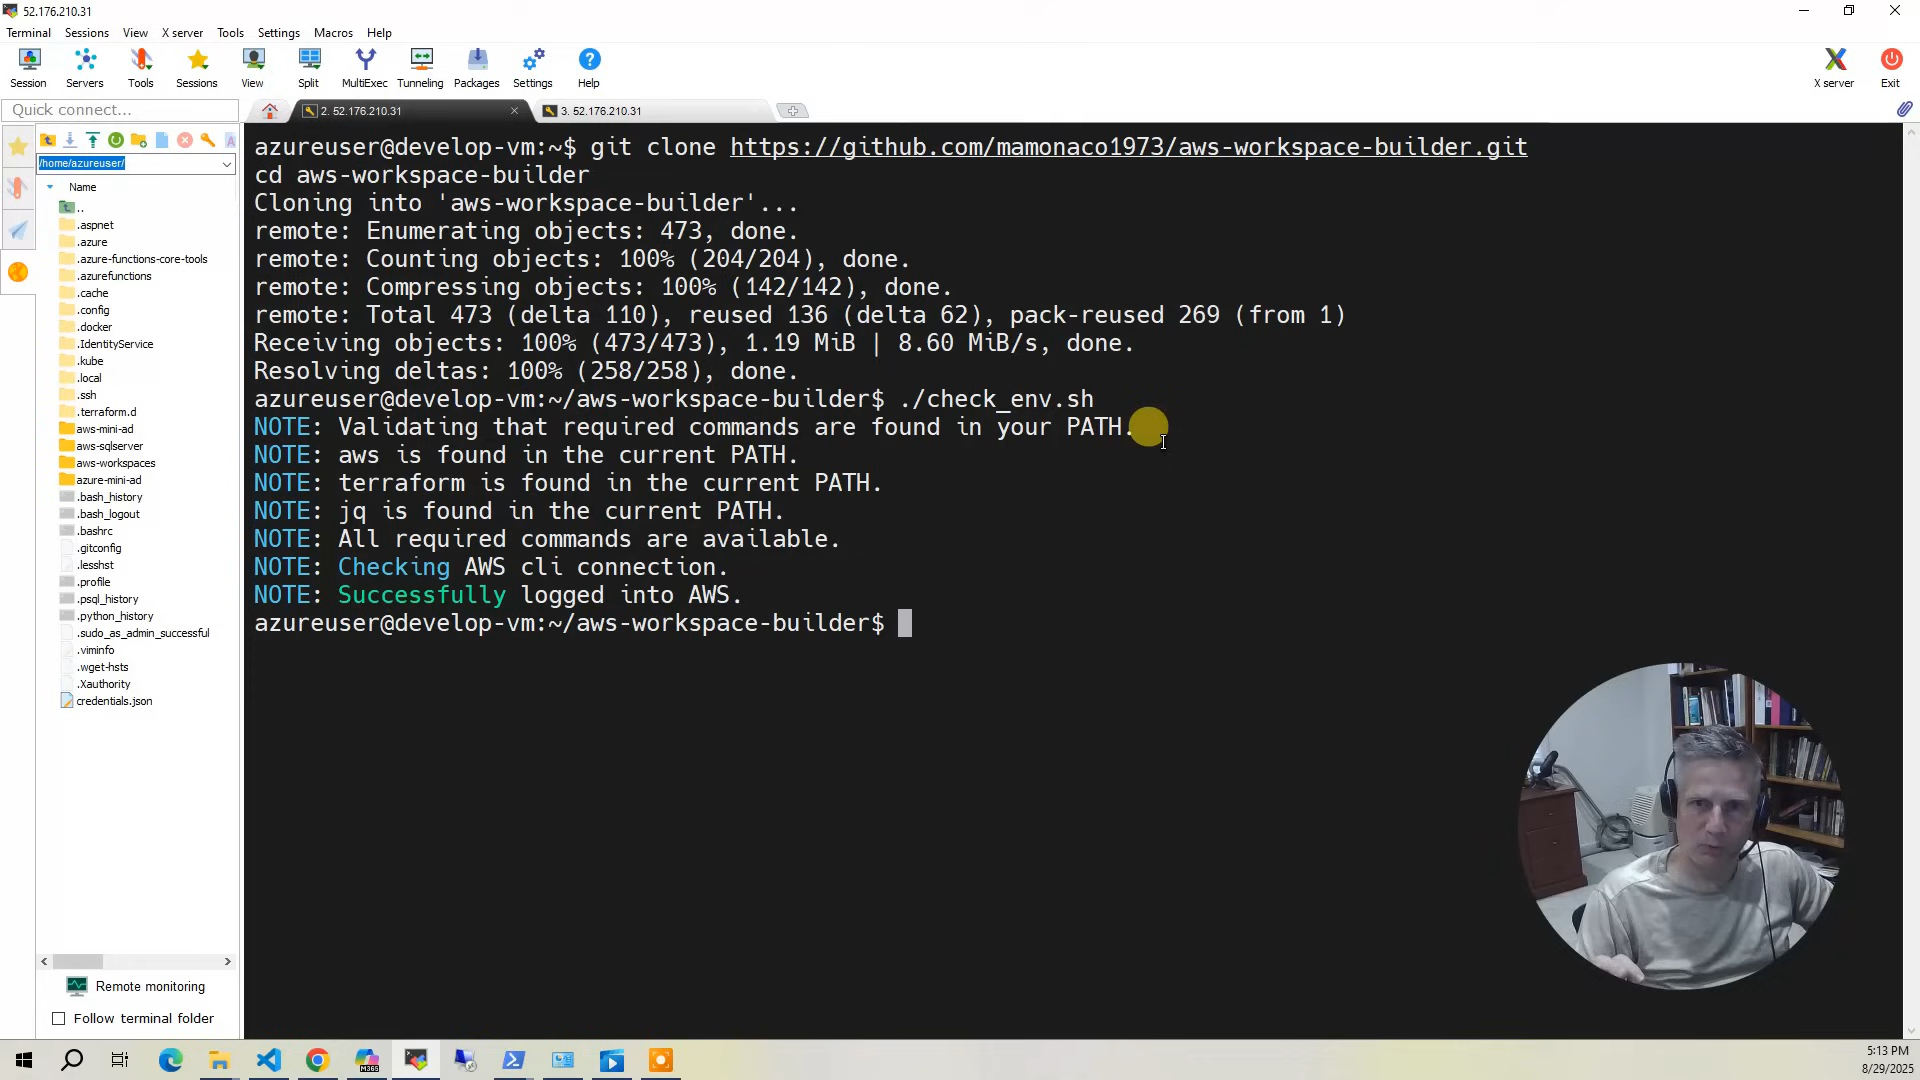 52.176.210.31
Terminal Sessions View X server Tools Settings Macros Help
Session Servers Tools Sessions View Split MultiExec Tunneling Packages Settings Help X server Exit
Quick connect...
2. 52.176.210.31
3. 52.176.210.31
/home/azureuser/
Name
..
.aspnet
.azure
.azure-functions-core-tools
.azurefunctions
.cache
.config
.docker
.IdentityService
.kube
.local
.ssh
.terraform.d
aws-mini-ad
aws-sqlserver
aws-workspaces
azure-mini-ad
.bash_history
.bash_logout
.bashrc
.gitconfig
.lesshst
.profile
.psql_history
.python_history
.sudo_as_admin_successful
.viminfo
.wget-hsts
.Xauthority
credentials.json
Remote monitoring
Follow terminal folder
azureuser@develop-vm:~$ git clone https://github.com/mamonaco1973/aws-workspace-builder.git
cd aws-workspace-builder
Cloning into 'aws-workspace-builder'...
remote: Enumerating objects: 473, done.
remote: Counting objects: 100% (204/204), done.
remote: Compressing objects: 100% (142/142), done.
remote: Total 473 (delta 110), reused 136 (delta 62), pack-reused 269 (from 1)
Receiving objects: 100% (473/473), 1.19 MiB | 8.60 MiB/s, done.
Resolving deltas: 100% (258/258), done.
azureuser@develop-vm:~/aws-workspace-builder$ ./check_env.sh
NOTE: Validating that required commands are found in your PATH.
NOTE: aws is found in the current PATH.
NOTE: terraform is found in the current PATH.
NOTE: jq is found in the current PATH.
NOTE: All required commands are available.
NOTE: Checking AWS cli connection.
NOTE: Successfully logged into AWS.
azureuser@develop-vm:~/aws-workspace-builder$
M365
5:13 PM
8/29/2025